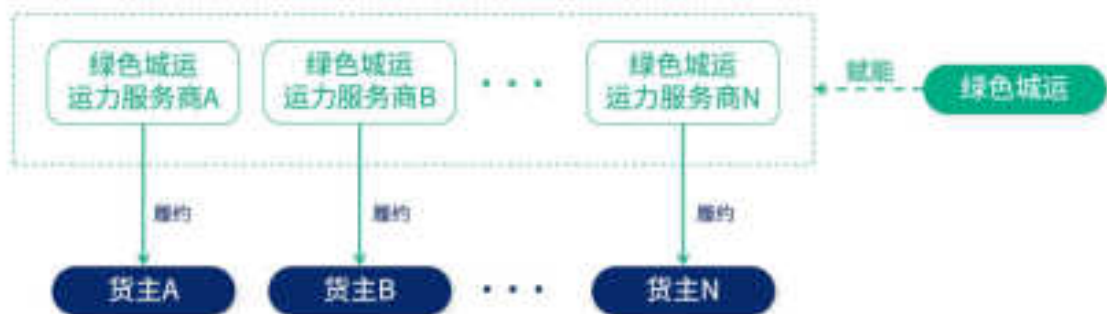 绿色城运
运力服务商A
绿色城运
运力服务商B
绿色城运
运力服务商N
赋能
绿色城运
履约
履约
履约
货主A
货主B
货主N